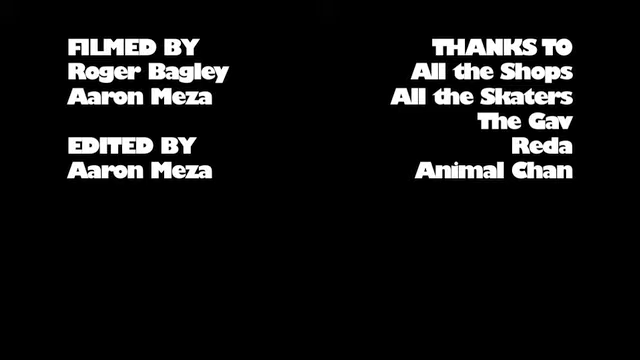 FILMED BY
Roger Bagley
Aaron Meza
EDITED BY
Aaron Meza
THANKS TO
All the Shops
All the Skaters
The Gav
Reda
Animal Chan